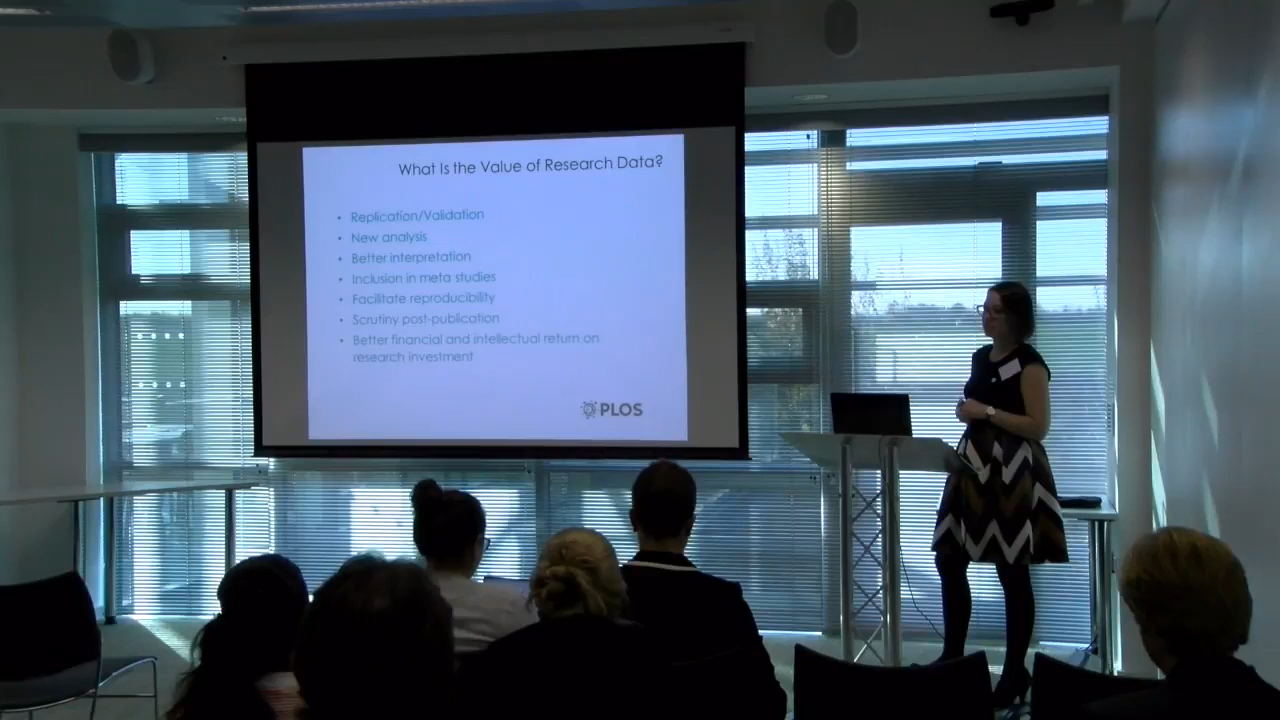 What Is the Value of Research Data?
• Replication/Validation
• New analysis
• Better interpretation
• Inclusion in meta studies
• Facilitate reproducibility
• Scrutiny post-publication
• Better financial and intellectual return on
research investment
PLOS